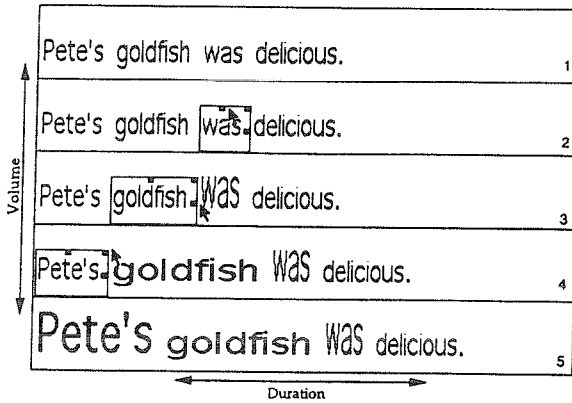 Pete's goldfish was delicious.
1
Pete's goldfish was delicious.
2
Pete's goldfish was delicious.
3
Pete's goldfish was delicious.
4
Pete's goldfish was delicious.
5
Volume
Duration